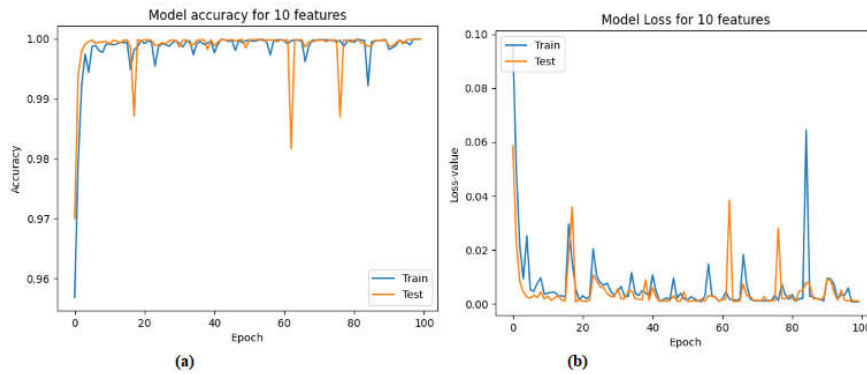 Model accuracy for 10 features
1.00
0.99
0.98
0.97
0.96
Accuracy
0 20 40 60 80 100
Epoch
Train
Test
(a)
Model Loss for 10 features
0.10
0.08
0.06
0.04
0.02
0.00
Loss-value
0 20 40 60 80 100
Epoch
Train
Test
(b)